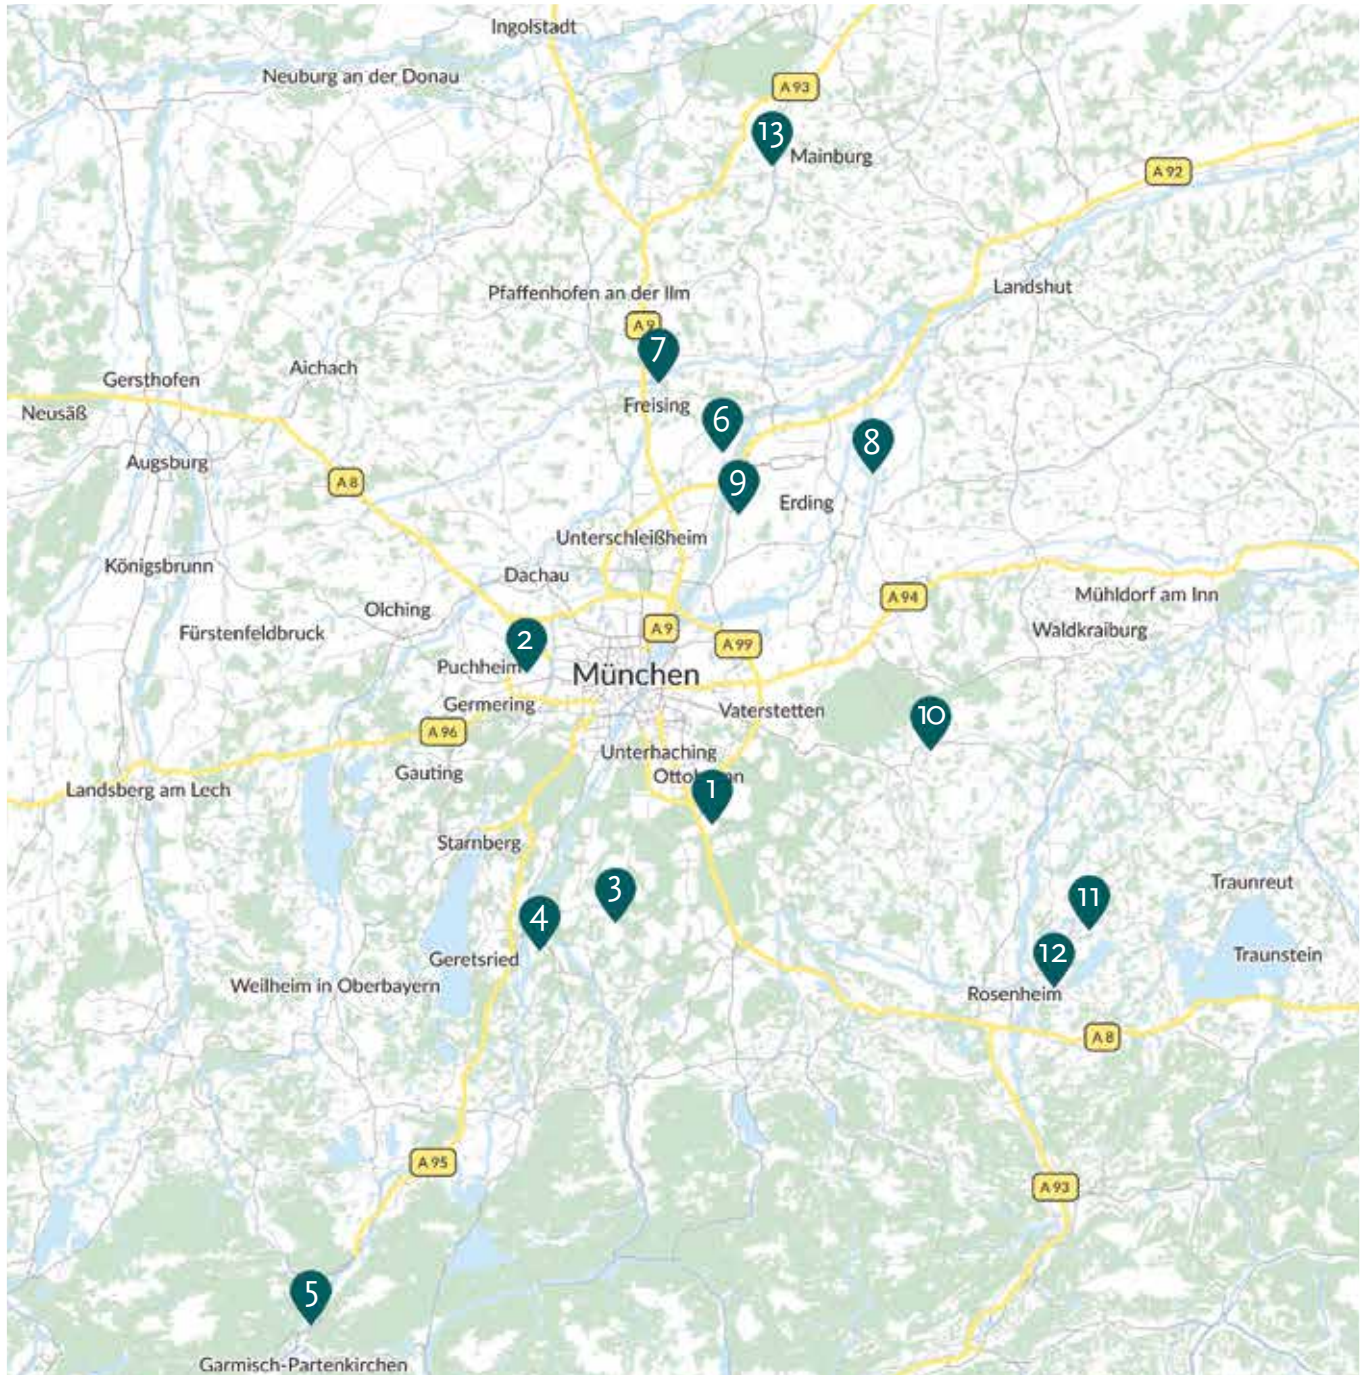 Ingolstadt
Neuburg an der Donau
A 93
13
Mainburg
A 92
Landshut
Pfaffenhofen an der Ilm
A 9
7
Aichach
Gersthofen
Freising
Neusäß
6
8
Augsburg
A 8
9
Erding
Unterschleißheim
Königsbrunn
Dachau
Olching
A 94
Mühldorf am Inn
Fürstenfeldbruck
A 9
Waldkraiburg
2
A 99
Puchheim
München
Germering
Vaterstetten
10
A 96
Unterhaching
Gauting
1
Landsberg am Lech
Starnberg
3
Traunreut
11
4
12
Geretsried
Traunstein
Weilheim in Oberbayern
Rosenheim
A 8
A 95
A 93
5
Garmisch-Partenkirchen